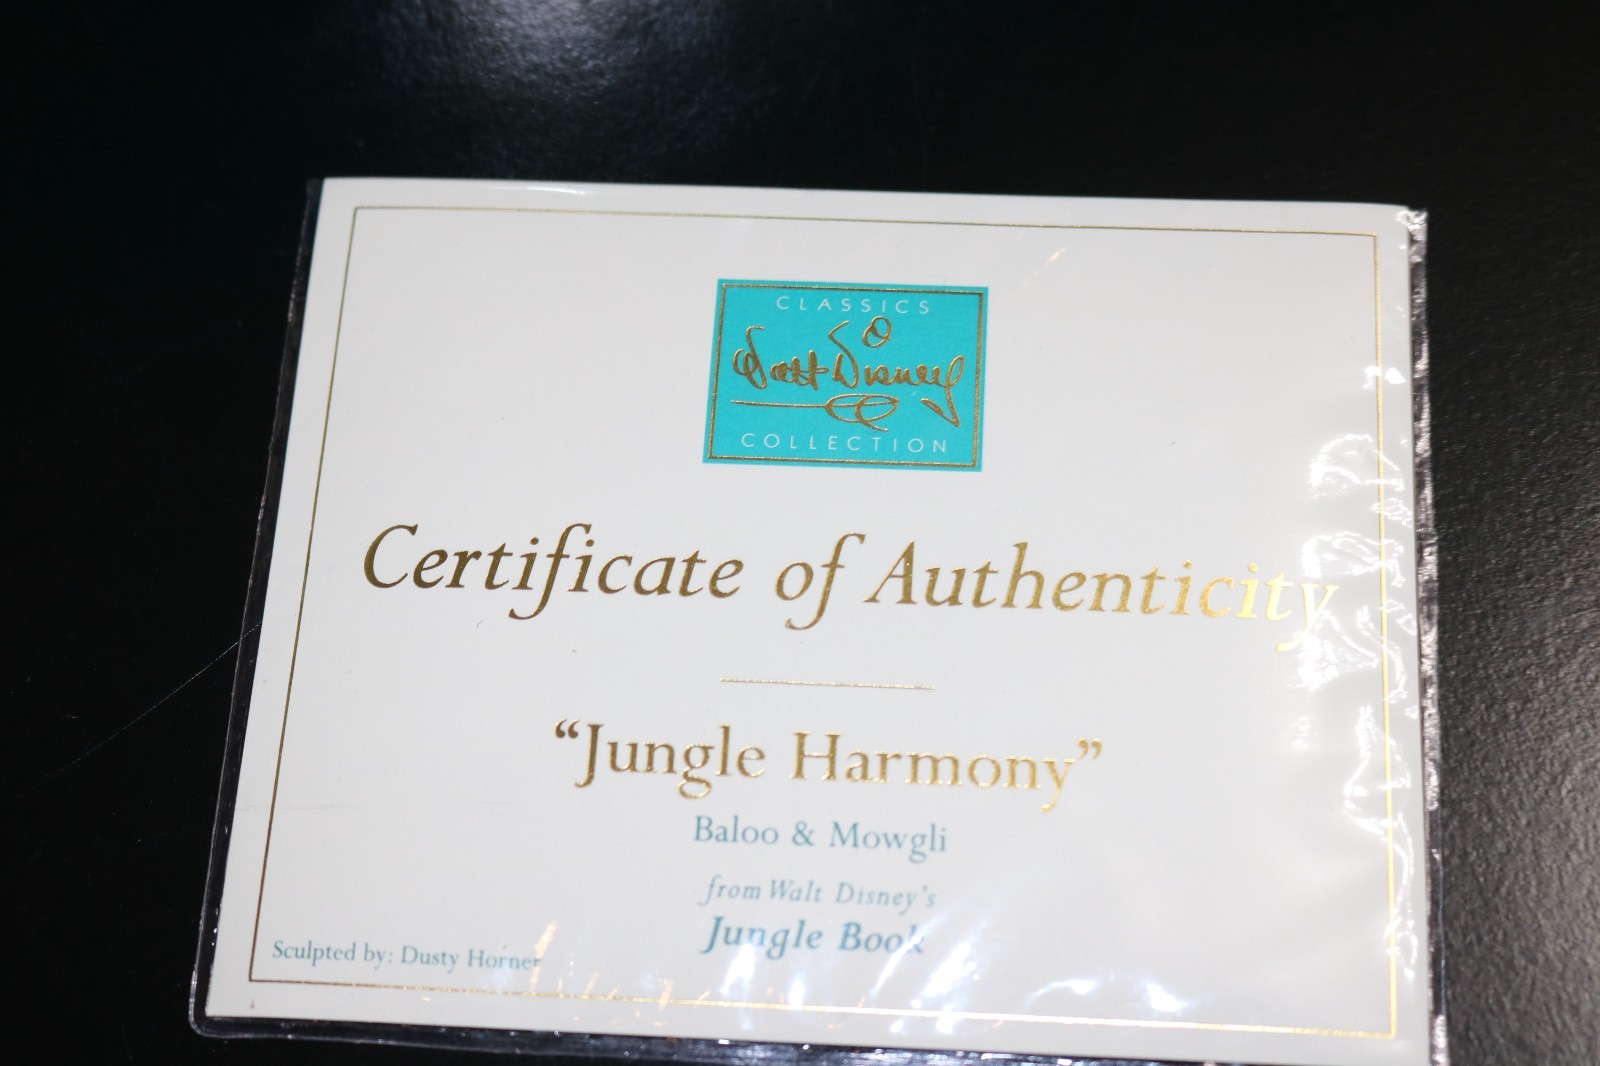 CLASSICS
Walt Disney
COLLECTION
Certificate of Authenticity
“Jungle Harmony”
Baloo & Mowgli
from Walt Disney's
Jungle Book
Sculpted by: Dusty Horner